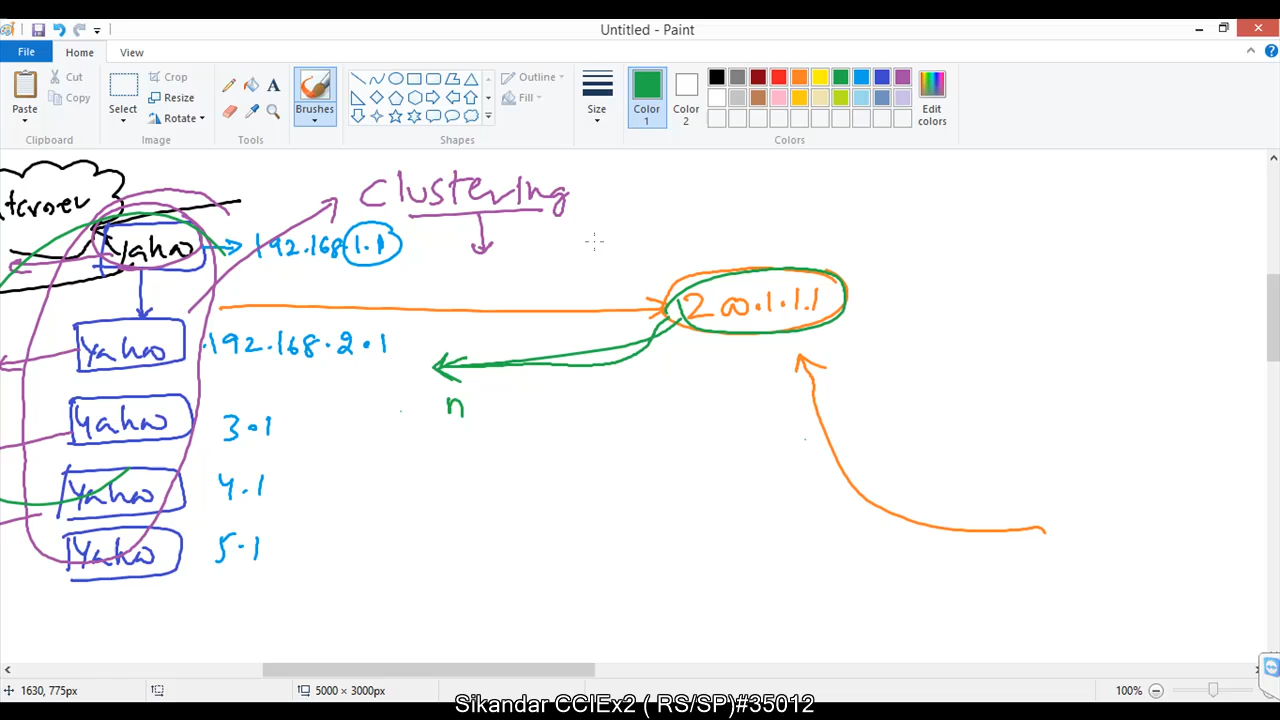 Untitled - Paint
File Home View
Paste Cut Copy Select Crop Resize Rotate Brushes Outline Fill Size Color 1 Color 2 Edit colors
Clipboard Image Tools Shapes Colors
Clustering
yahoo 192.168.1.1
200.1.1.1
yahoo 192.168.2.1
n
yahoo 3.1
yahoo 4.1
yahoo 5.1
1630, 775px 5000 × 3000px 100%
Sikandar CCIEx2 ( RS/SP)#35012